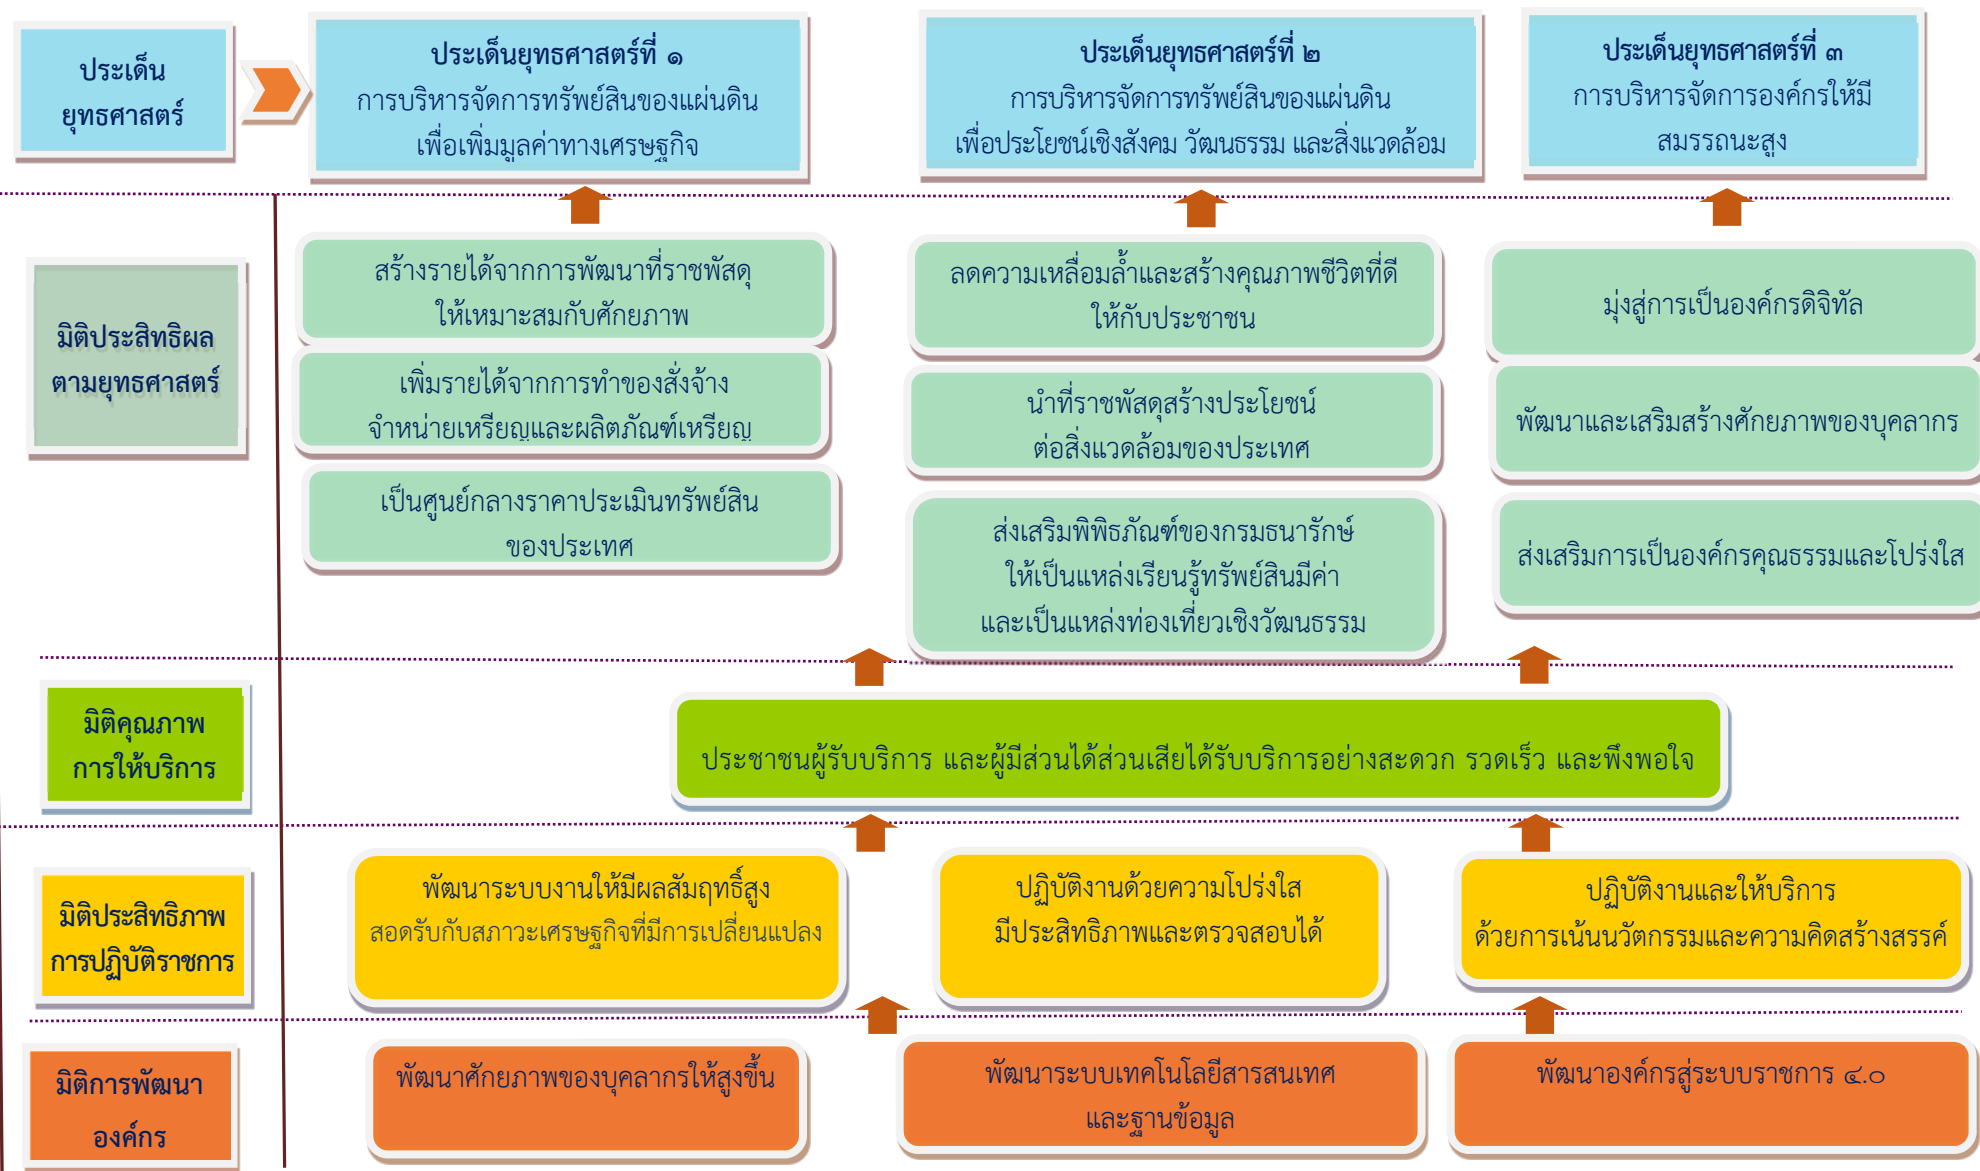 ประเด็น
ยุทธศาสตร์
ประเด็นยุทธศาสตร์ที่ ๑
การบริหารจัดการทรัพย์สินของแผ่นดิน
เพื่อเพิ่มมูลค่าทางเศรษฐกิจ
ประเด็นยุทธศาสตร์ที่ ๒
การบริหารจัดการทรัพย์สินของแผ่นดิน
เพื่อประโยชน์เชิงสังคม วัฒนธรรม และสิ่งแวดล้อม
ประเด็นยุทธศาสตร์ที่ ๓
การบริหารจัดการองค์กรให้มี
สมรรถนะสูง
มิติประสิทธิผล
ตามยุทธศาสตร์
สร้างรายได้จากการพัฒนาที่ราชพัสดุ
ให้เหมาะสมกับศักยภาพ
เพิ่มรายได้จากการทำของสั่งจ้าง
จำหน่ายเหรียญและผลิตภัณฑ์เหรียญ
เป็นศูนย์กลางราคาประเมินทรัพย์สิน
ของประเทศ
ลดความเหลื่อมล้ำและสร้างคุณภาพชีวิตที่ดี
ให้กับประชาชน
นำที่ราชพัสดุสร้างประโยชน์
ต่อสิ่งแวดล้อมของประเทศ
ส่งเสริมพิพิธภัณฑ์ของกรมธนารักษ์
ให้เป็นแหล่งเรียนรู้ทรัพย์สินมีค่า
และเป็นแหล่งท่องเที่ยวเชิงวัฒนธรรม
มุ่งสู่การเป็นองค์กรดิจิทัล
พัฒนาและเสริมสร้างศักยภาพของบุคลากร
ส่งเสริมการเป็นองค์กรคุณธรรมและโปร่งใส
มิติคุณภาพ
การให้บริการ
ประชาชนผู้รับบริการ และผู้มีส่วนได้ส่วนเสียได้รับบริการอย่างสะดวก รวดเร็ว และพึงพอใจ
มิติประสิทธิภาพ
การปฏิบัติราชการ
พัฒนาระบบงานให้มีผลสัมฤทธิ์สูง
สอดรับกับสภาวะเศรษฐกิจที่มีการเปลี่ยนแปลง
ปฏิบัติงานด้วยความโปร่งใส
มีประสิทธิภาพและตรวจสอบได้
ปฏิบัติงานและให้บริการ
ด้วยการเน้นนวัตกรรมและความคิดสร้างสรรค์
มิติการพัฒนา
องค์กร
พัฒนาศักยภาพของบุคลากรให้สูงขึ้น
พัฒนาระบบเทคโนโลยีสารสนเทศ
และฐานข้อมูล
พัฒนาองค์กรสู่ระบบราชการ ๔.๐